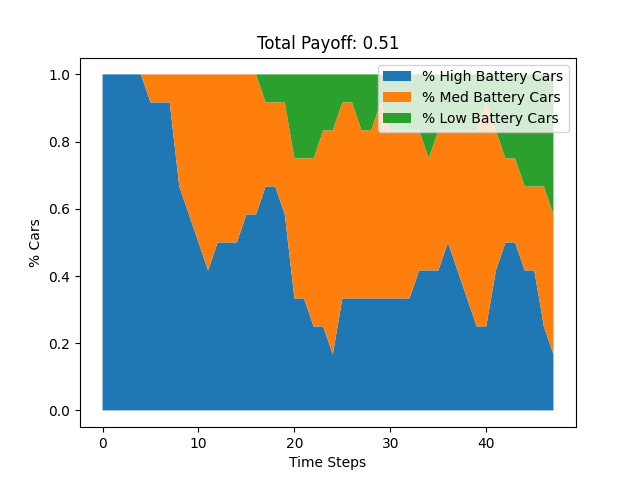 Total Payoff: 0.51
% High Battery Cars
% Med Battery Cars
% Low Battery Cars
1.0
0.8
0.6
0.4
0.2
0.0
% Cars
0
10
20
30
40
Time Steps